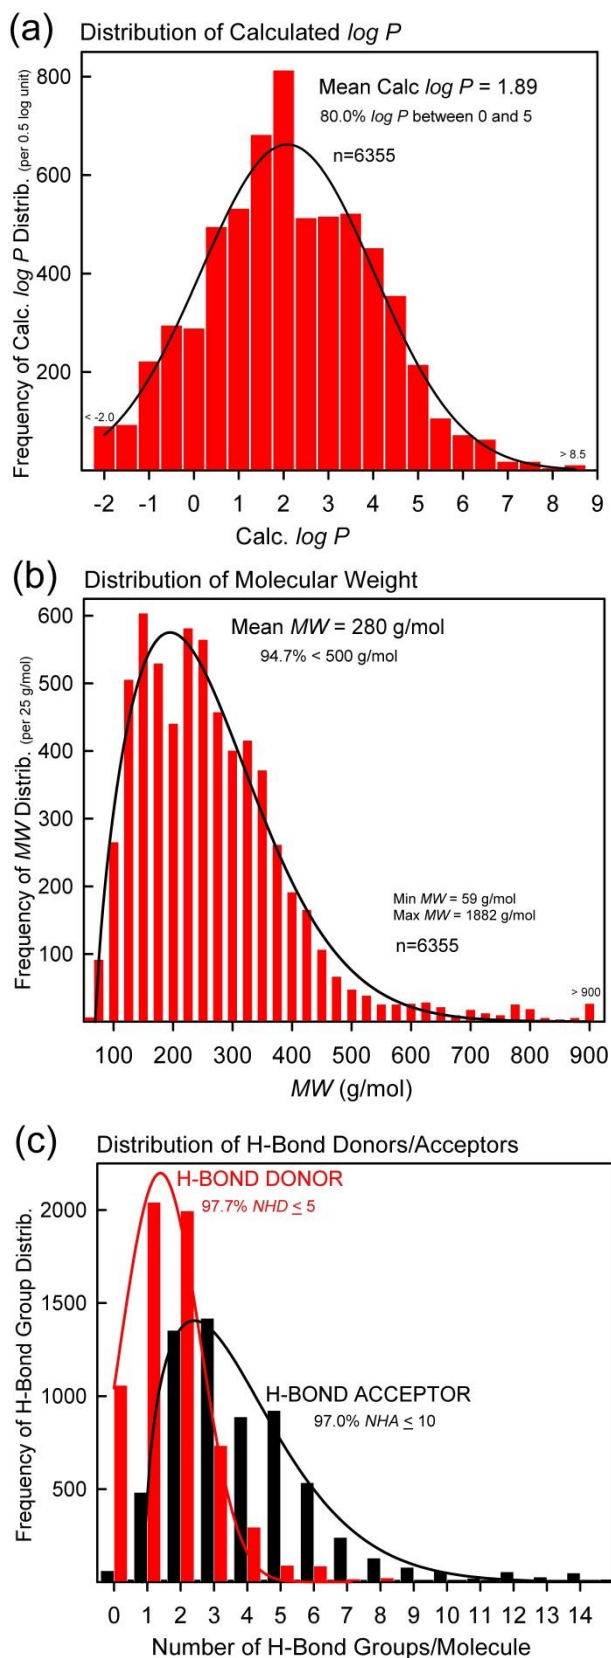 (a) Distribution of Calculated log P
Frequency of Calc. log P Distrib. (per 0.5 log unit)
800
600
400
200
Mean Calc log P = 1.89
80.0% log P between 0 and 5
n=6355
< -2.0
> 8.5
-2 -1 0 1 2 3 4 5 6 7 8 9
Calc. log P
(b) Distribution of Molecular Weight
Frequency of MW Distrib. (per 25 g/mol)
600
500
400
300
200
100
Mean MW = 280 g/mol
94.7% < 500 g/mol
Min MW = 59 g/mol
Max MW = 1882 g/mol
n=6355
> 900
100 200 300 400 500 600 700 800 900
MW (g/mol)
(c) Distribution of H-Bond Donors/Acceptors
Frequency of H-Bond Group Distrib.
2000
1500
1000
500
H-BOND DONOR
97.7% NHD ≤ 5
H-BOND ACCEPTOR
97.0% NHA ≤ 10
0 1 2 3 4 5 6 7 8 9 10 11 12 13 14
Number of H-Bond Groups/Molecule